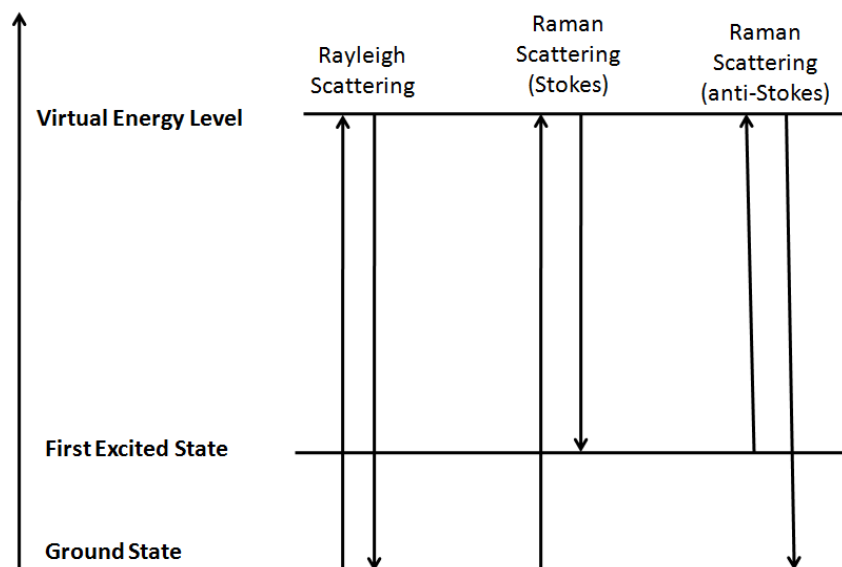 Rayleigh
Scattering
Raman
Scattering
(Stokes)
Raman
Scattering
(anti-Stokes)
Virtual Energy Level
First Excited State
Ground State